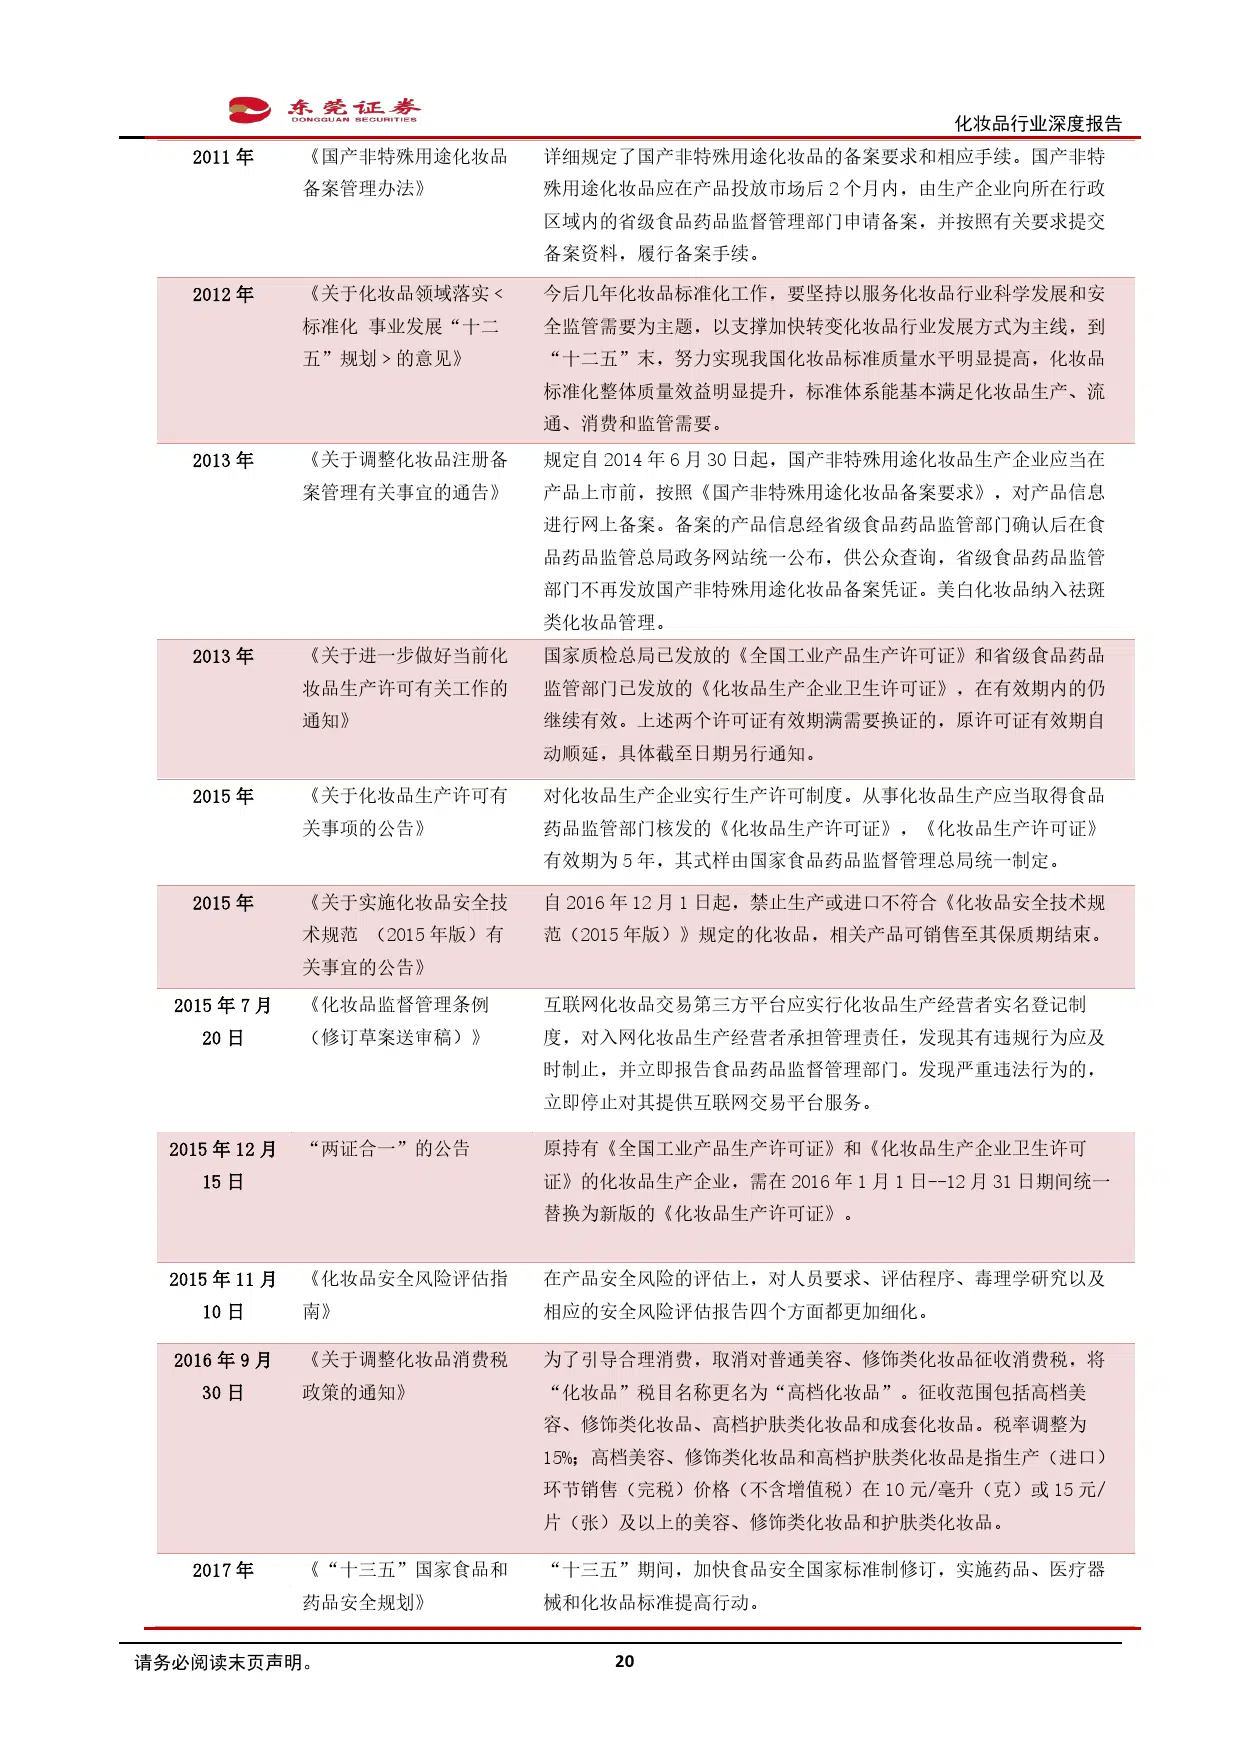 东莞证券
DONGGUAN SECURITIES
化妆品行业深度报告
2011 年
《国产非特殊用途化妆品
备案管理办法》
详细规定了国产非特殊用途化妆品的备案要求和相应手续。国产非特
殊用途化妆品应在产品投放市场后 2 个月内，由生产企业向所在行政
区域内的省级食品药品监督管理部门申请备案，并按照有关要求提交
备案资料，履行备案手续。
2012 年
《关于化妆品领域落实<
标准化 事业发展“十二
五”规划>的意见》
今后几年化妆品标准化工作，要坚持以服务化妆品行业科学发展和安
全监管需要为主题，以支撑加快转变化妆品行业发展方式为主线，到
“十二五”末，努力实现我国化妆品标准质量水平明显提高，化妆品
标准化整体质量效益明显提升，标准体系能基本满足化妆品生产、流
通、消费和监管需要。
2013 年
《关于调整化妆品注册备
案管理有关事宜的通告》
规定自 2014 年 6 月 30 日起，国产非特殊用途化妆品生产企业应当在
产品上市前，按照《国产非特殊用途化妆品备案要求》，对产品信息
进行网上备案。备案的产品信息经省级食品药品监管部门确认后在食
品药品监管总局政务网站统一公布，供公众查询，省级食品药品监管
部门不再发放国产非特殊用途化妆品备案凭证。美白化妆品纳入祛斑
类化妆品管理。
2013 年
《关于进一步做好当前化
妆品生产许可有关工作的
通知》
国家质检总局已发放的《全国工业产品生产许可证》和省级食品药品
监管部门已发放的《化妆品生产企业卫生许可证》，在有效期内的仍
继续有效。上述两个许可证有效期满需要换证的，原许可证有效期自
动顺延，具体截至日期另行通知。
2015 年
《关于化妆品生产许可有
关事项的公告》
对化妆品生产企业实行生产许可制度。从事化妆品生产应当取得食品
药品监管部门核发的《化妆品生产许可证》，《化妆品生产许可证》
有效期为 5 年，其式样由国家食品药品监督管理总局统一制定。
2015 年
《关于实施化妆品安全技
术规范 （2015 年版）有
关事宜的公告》
自 2016 年 12 月 1 日起，禁止生产或进口不符合《化妆品安全技术规
范（2015 年版）》规定的化妆品，相关产品可销售至其保质期结束。
2015 年 7 月
20 日
《化妆品监督管理条例
（修订草案送审稿）》
互联网化妆品交易第三方平台应实行化妆品生产经营者实名登记制
度，对入网化妆品生产经营者承担管理责任，发现其有违规行为应及
时制止，并立即报告食品药品监督管理部门。发现严重违法行为的，
立即停止对其提供互联网交易平台服务。
2015 年 12 月
15 日
“两证合一”的公告
原持有《全国工业产品生产许可证》和《化妆品生产企业卫生许可
证》的化妆品生产企业，需在 2016 年 1 月 1 日--12 月 31 日期间统一
替换为新版的《化妆品生产许可证》。
2015 年 11 月
10 日
《化妆品安全风险评估指
南》
在产品安全风险的评估上，对人员要求、评估程序、毒理学研究以及
相应的安全风险评估报告四个方面都更加细化。
2016 年 9 月
30 日
《关于调整化妆品消费税
政策的通知》
为了引导合理消费，取消对普通美容、修饰类化妆品征收消费税，将
“化妆品”税目名称更名为“高档化妆品”。征收范围包括高档美
容、修饰类化妆品、高档护肤类化妆品和成套化妆品。税率调整为
15%；高档美容、修饰类化妆品和高档护肤类化妆品是指生产（进口）
环节销售（完税）价格（不含增值税）在 10 元/毫升（克）或 15 元/
片（张）及以上的美容、修饰类化妆品和护肤类化妆品。
2017 年
《“十三五”国家食品和
药品安全规划》
“十三五”期间，加快食品安全国家标准制修订，实施药品、医疗器
械和化妆品标准提高行动。
请务必阅读末页声明。
20